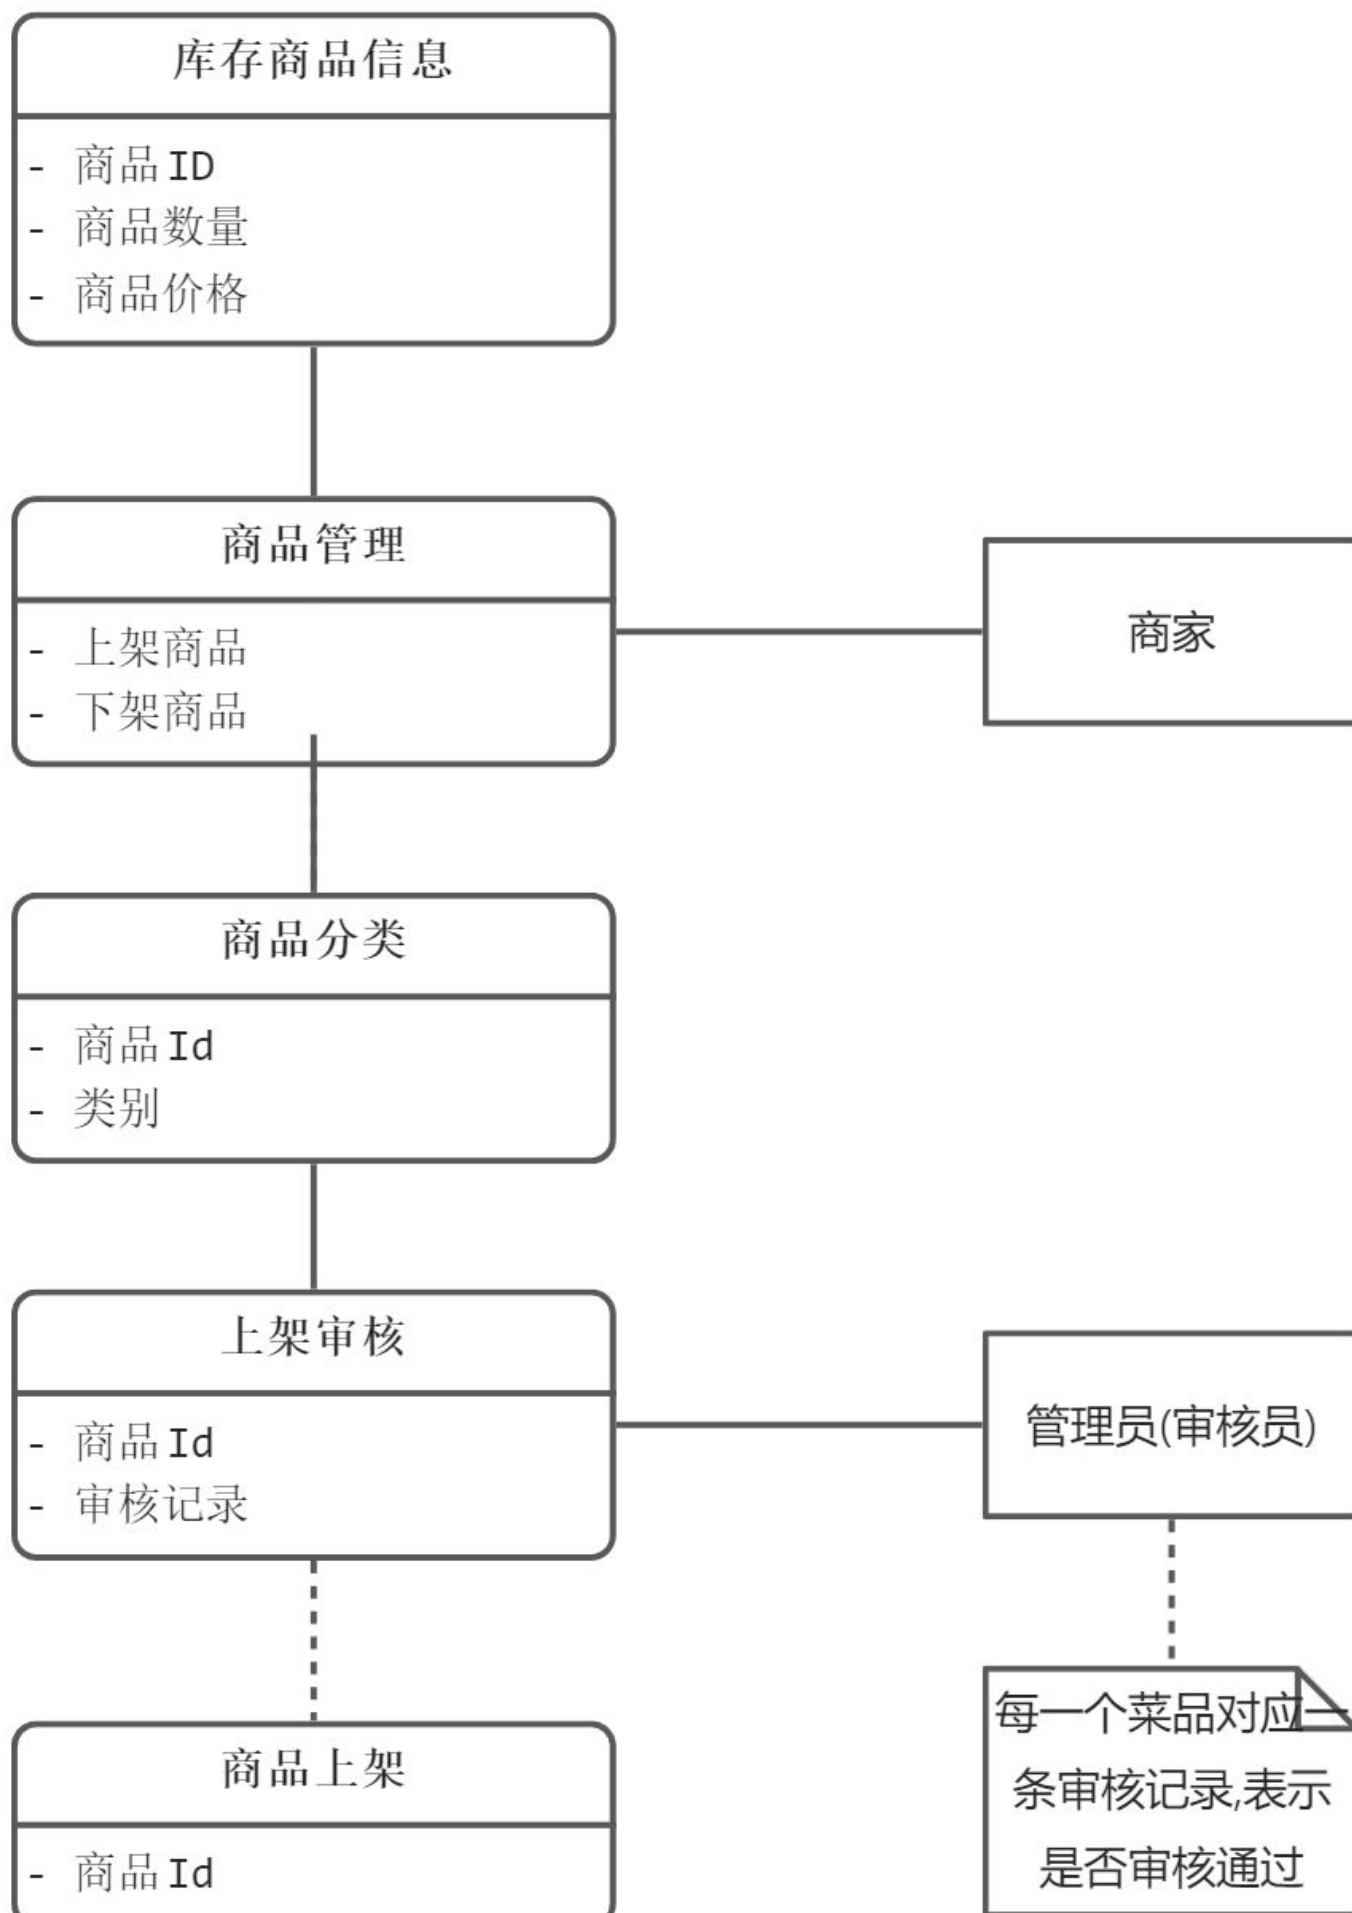 库存商品信息
- 商品ID
- 商品数量
- 商品价格
商品管理
- 上架商品
- 下架商品
商家
商品分类
- 商品Id
- 类别
上架审核
- 商品Id
- 审核记录
管理员(审核员)
商品上架
- 商品Id
每一个菜品对应一
条审核记录,表示
是否审核通过